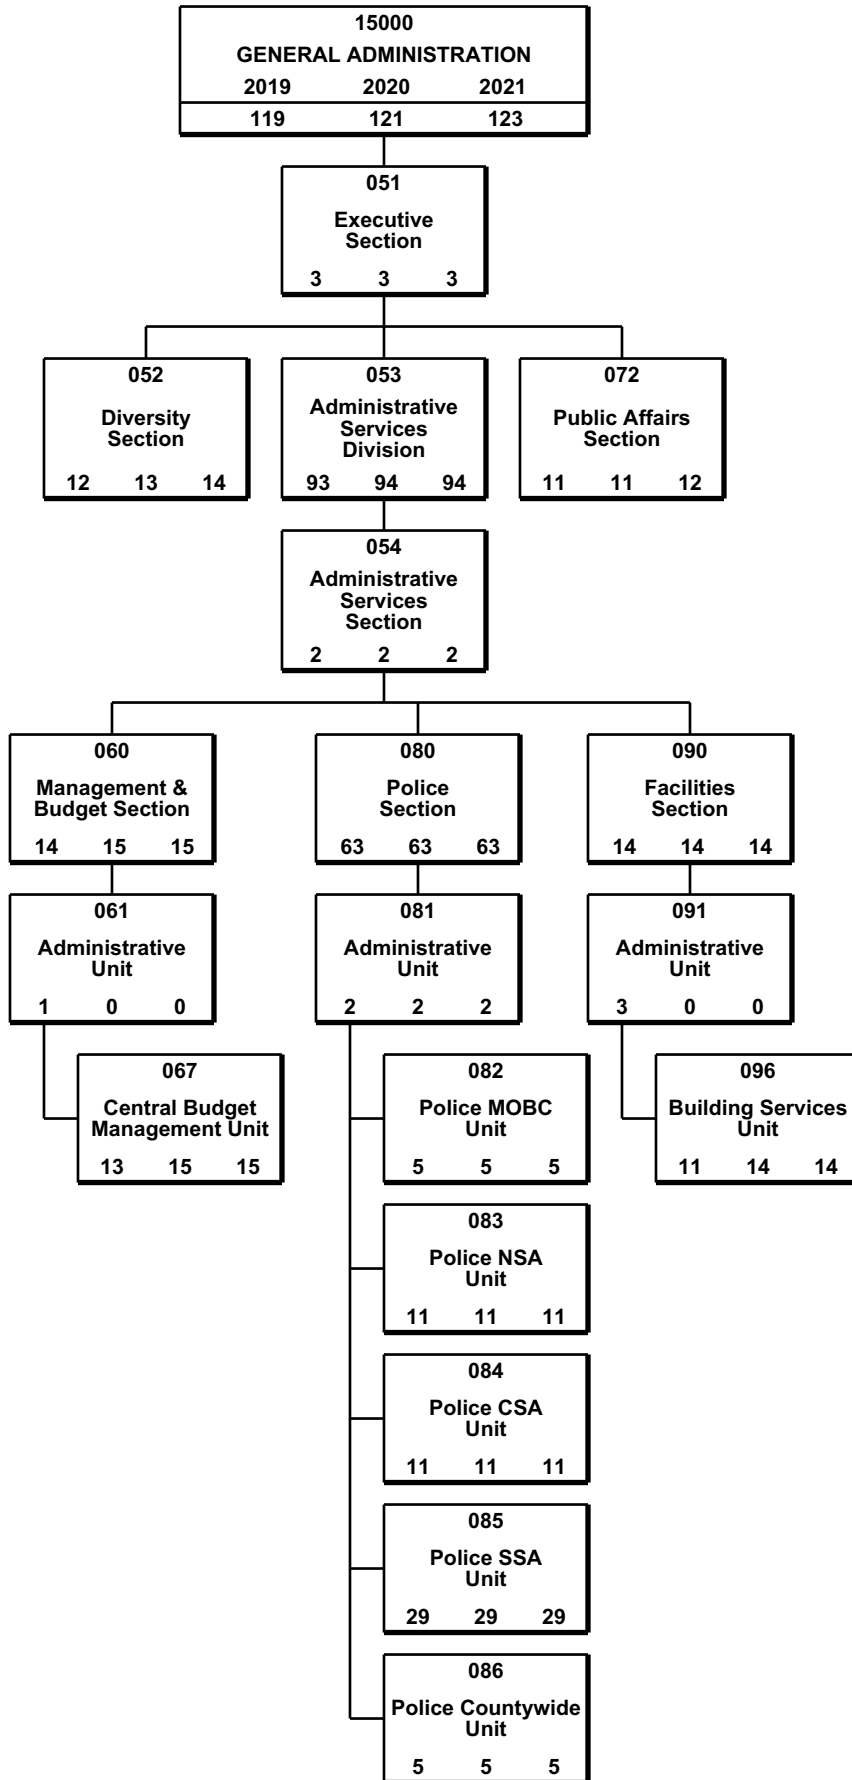 15000
GENERAL ADMINISTRATION
2019 2020 2021
119 121 123
051
Executive
Section
3 3 3
052
Diversity
Section
12 13 14
053
Administrative
Services
Division
93 94 94
072
Public Affairs
Section
11 11 12
054
Administrative
Services
Section
2 2 2
060
Management &
Budget Section
14 15 15
080
Police
Section
63 63 63
090
Facilities
Section
14 14 14
061
Administrative
Unit
1 0 0
081
Administrative
Unit
2 2 2
091
Administrative
Unit
3 0 0
067
Central Budget
Management Unit
13 15 15
082
Police MOBC
Unit
5 5 5
096
Building Services
Unit
11 14 14
083
Police NSA
Unit
11 11 11
084
Police CSA
Unit
11 11 11
085
Police SSA
Unit
29 29 29
086
Police Countywide
Unit
5 5 5